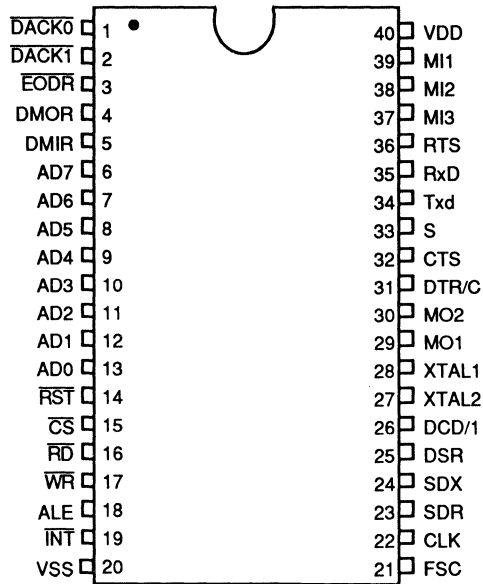 DACK0 1 40 VDD
DACK1 2 39 MI1
EODR 3 38 MI2
DMOR 4 37 MI3
DMIR 5 36 RTS
AD7 6 35 RxD
AD6 7 34 Txd
AD5 8 33 S
AD4 9 32 CTS
AD3 10 31 DTR/C
AD2 11 30 MO2
AD1 12 29 MO1
AD0 13 28 XTAL1
RST 14 27 XTAL2
CS 15 26 DCD/1
RD 16 25 DSR
WR 17 24 SDX
ALE 18 23 SDR
INT 19 22 CLK
VSS 20 21 FSC